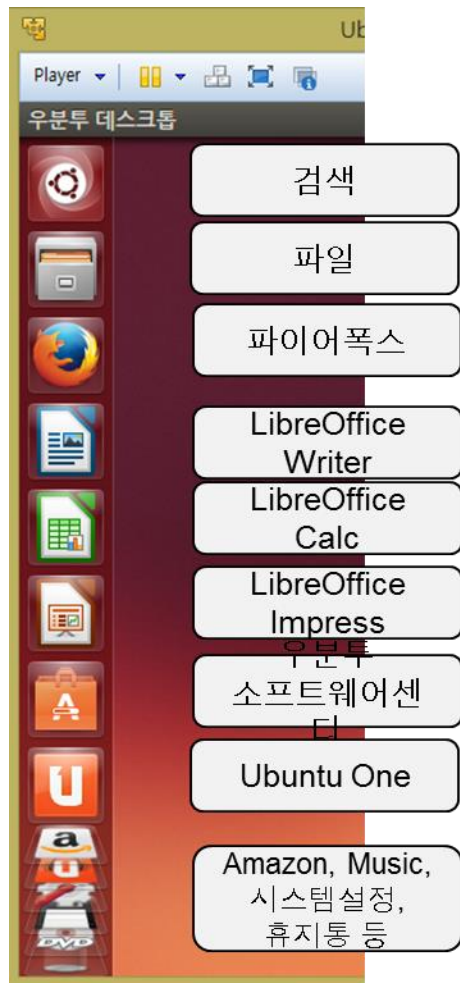 Ub
Player
우분투 데스크톱
검색
파일
파이어폭스
LibreOffice
Writer
LibreOffice
Calc
LibreOffice
Impress
우분투
소프트웨어센
터
Ubuntu One
Amazon, Music,
시스템설정,
휴지통 등
DVD